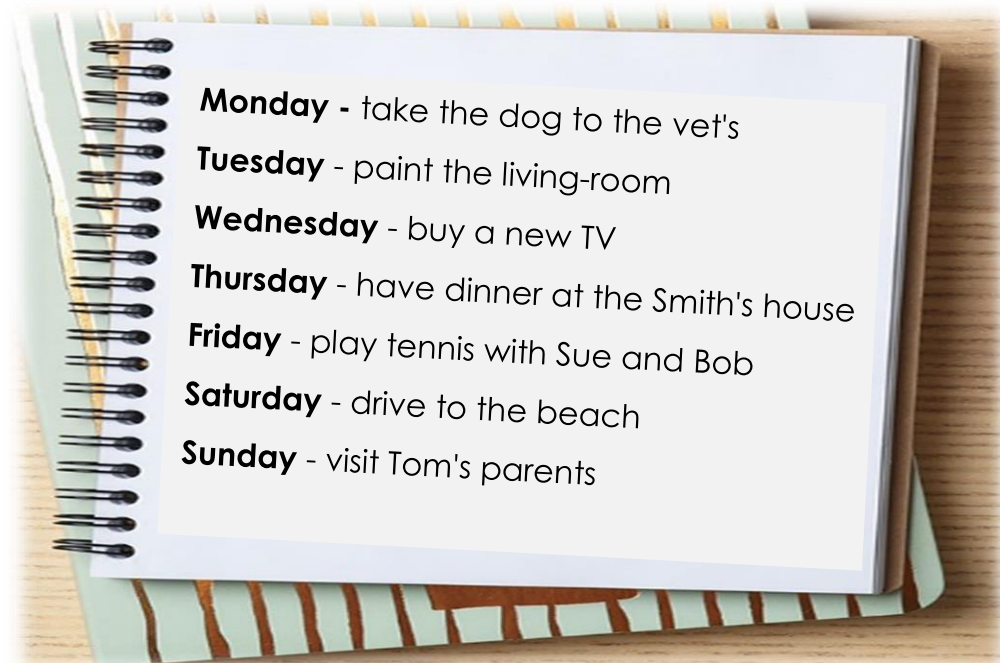 Monday - take the dog to the vet's
Tuesday - paint the living-room
Wednesday - buy a new TV
Thursday - have dinner at the Smith's house
Friday - play tennis with Sue and Bob
Saturday - drive to the beach
Sunday - visit Tom's parents